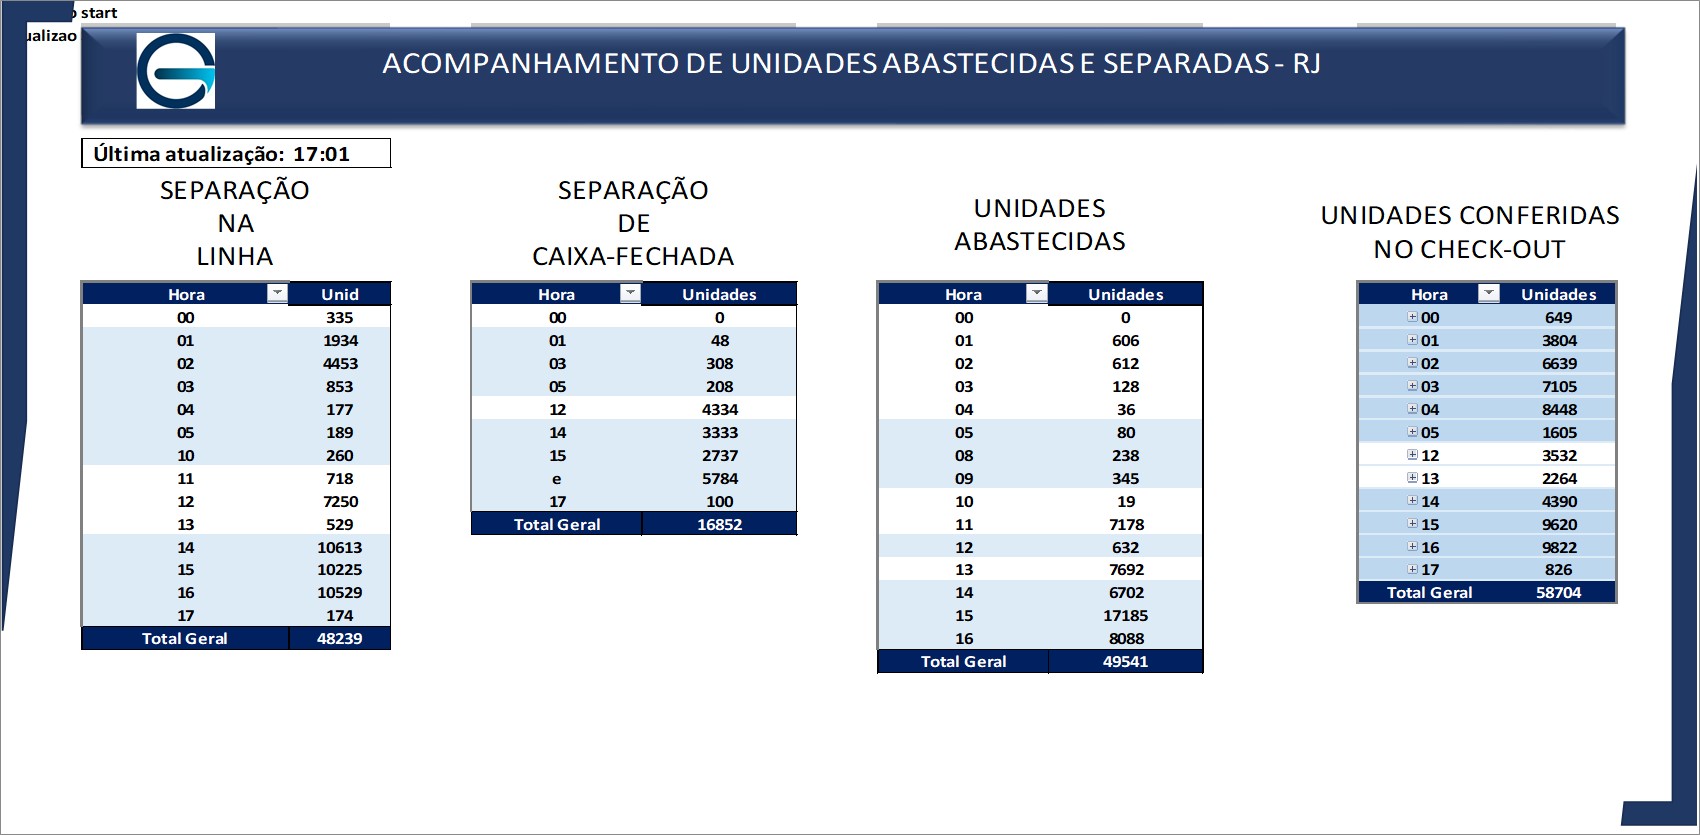 start
ualizao
ACOMPANHAMENTO DE UNIDADES ABASTECIDAS E SEPARADAS - RJ
Última atualização: 17:01
SEPARAÇÃO
NA
LINHA
Hora Unid
00 335
01 1934
02 4453
03 853
04 177
05 189
10 260
11 718
12 7250
13 529
14 10613
15 10225
16 10529
17 174
Total Geral 48239
SEPARAÇÃO
DE
CAIXA-FECHADA
Hora Unidades
00 0
01 48
03 308
05 208
12 4334
14 3333
15 2737
e 5784
17 100
Total Geral 16852
UNIDADES
ABASTECIDAS
Hora Unidades
00 0
01 606
02 612
03 128
04 36
05 80
08 238
09 345
10 19
11 7178
12 632
13 7692
14 6702
15 17185
16 8088
Total Geral 49541
UNIDADES CONFERIDAS
NO CHECK-OUT
Hora Unidades
00 649
01 3804
02 6639
03 7105
04 8448
05 1605
12 3532
13 2264
14 4390
15 9620
16 9822
17 826
Total Geral 58704